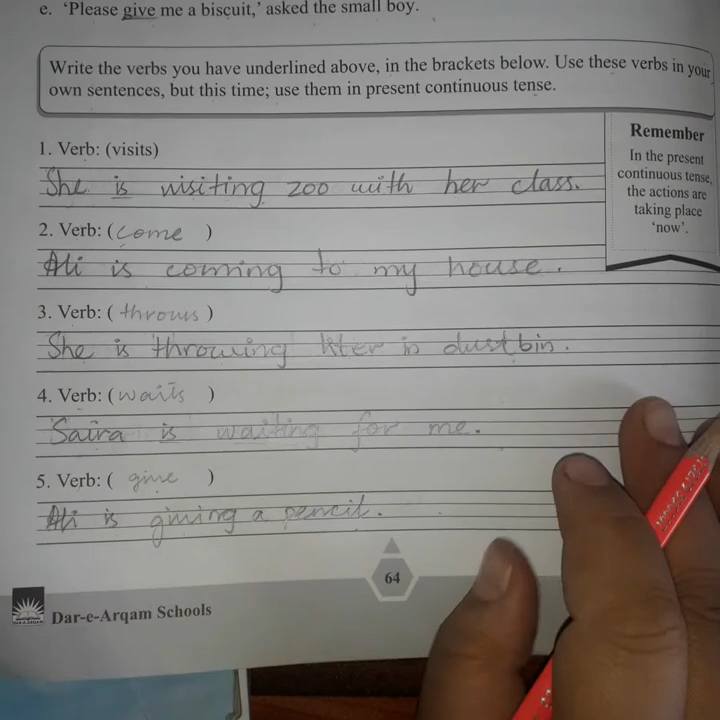 e. ‘Please give me a biscuit,’ asked the small boy.
Write the verbs you have underlined above, in the brackets below. Use these verbs in your
own sentences, but this time; use them in present continuous tense.
Remember
In the present
continuous tense,
the actions are
taking place
‘now’.
1. Verb: (visits)
She is visiting zoo with her class.
2. Verb: (come )
Ali is coming to my house.
3. Verb: ( throws )
She is throwing liter in dustbin.
4. Verb: ( waits )
Saira is waiting for me.
5. Verb: ( give )
Ali is giving a pencil.
64
Dar-e-Arqam Schools